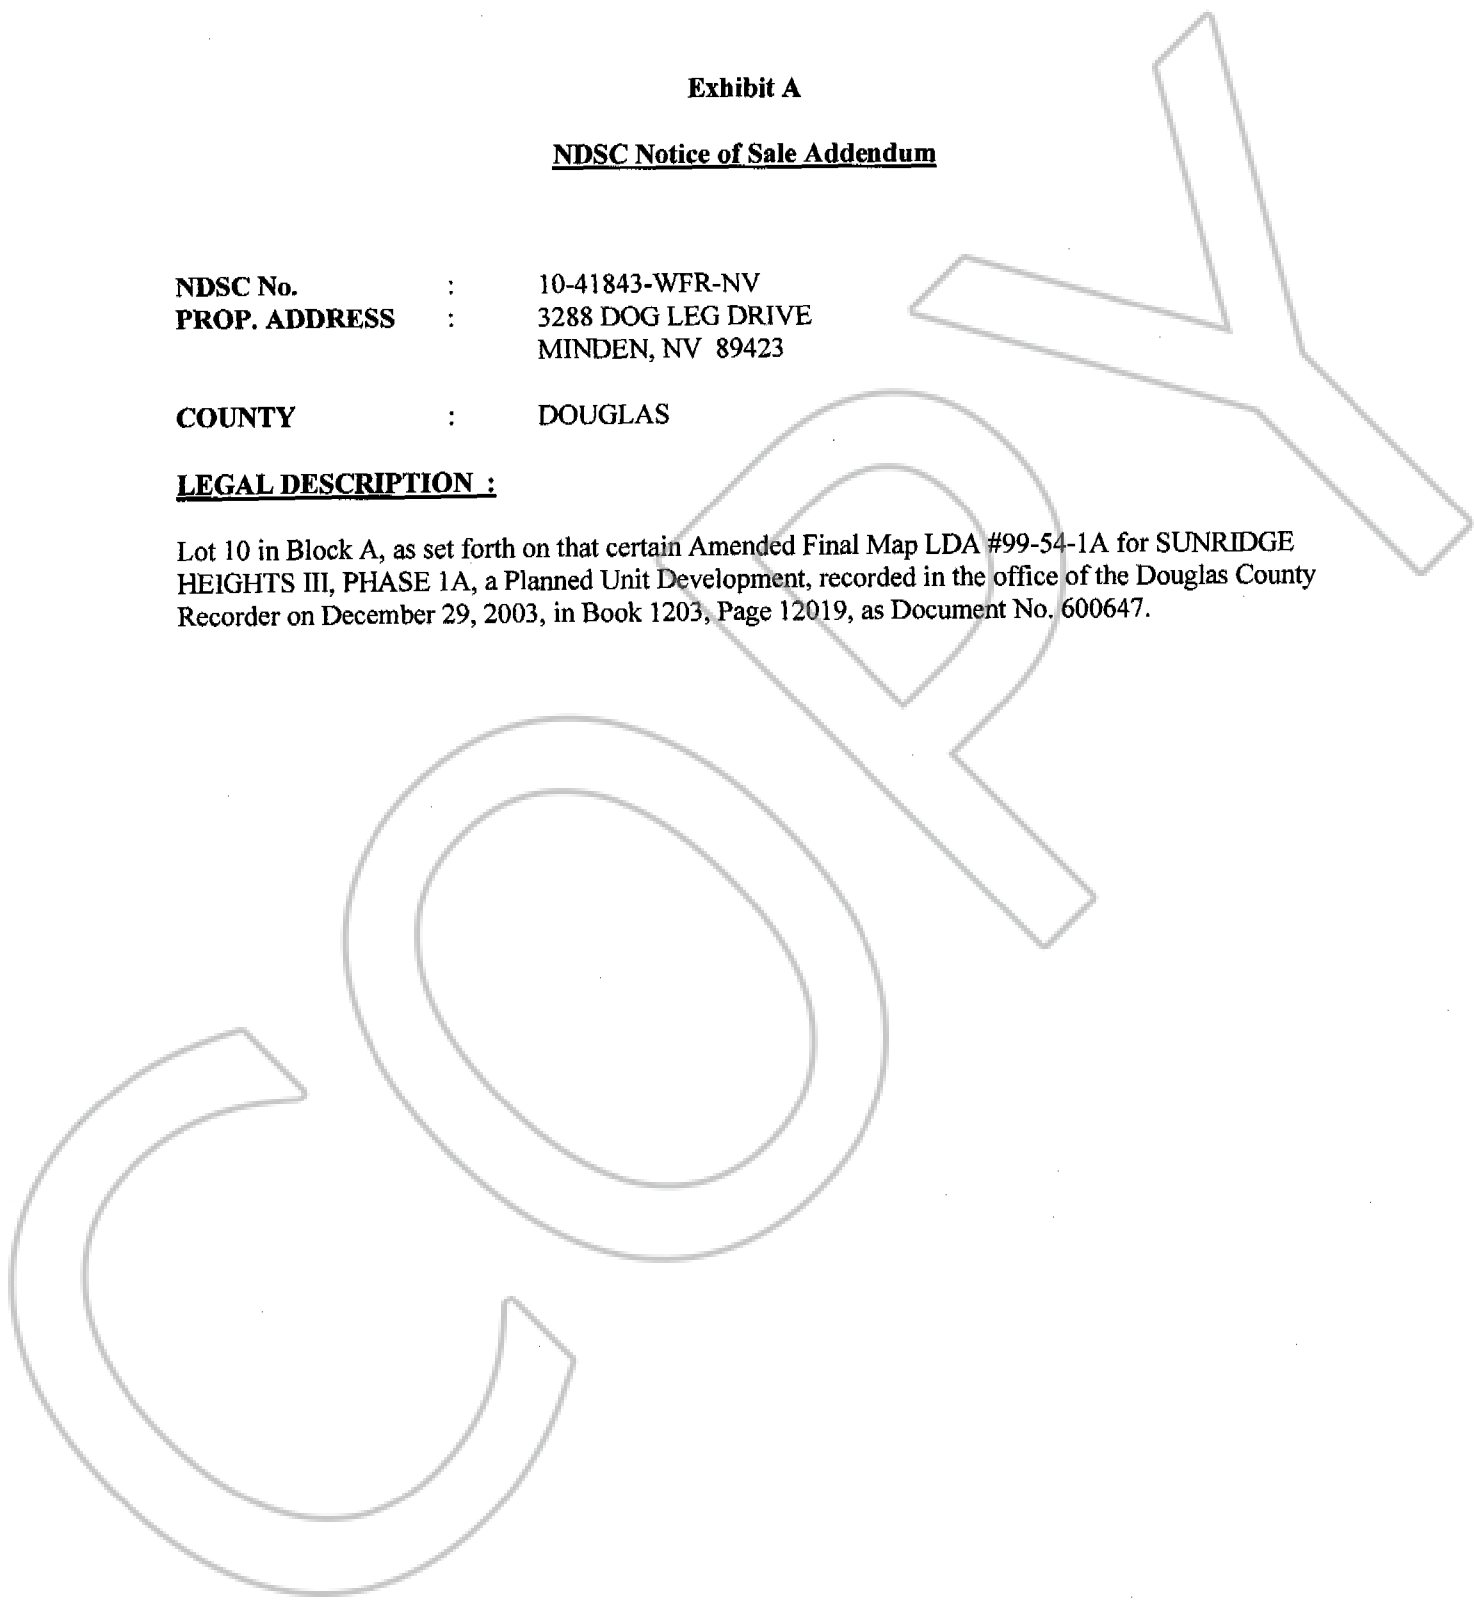 Exhibit A
NDSC Notice of Sale Addendum
NDSC No. : 10-41843-WFR-NV
PROP. ADDRESS : 3288 DOG LEG DRIVE
MINDEN, NV 89423
COUNTY : DOUGLAS
LEGAL DESCRIPTION :
Lot 10 in Block A, as set forth on that certain Amended Final Map LDA #99-54-1A for SUNRIDGE
HEIGHTS III, PHASE 1A, a Planned Unit Development, recorded in the office of the Douglas County
Recorder on December 29, 2003, in Book 1203, Page 12019, as Document No. 600647.
COPY